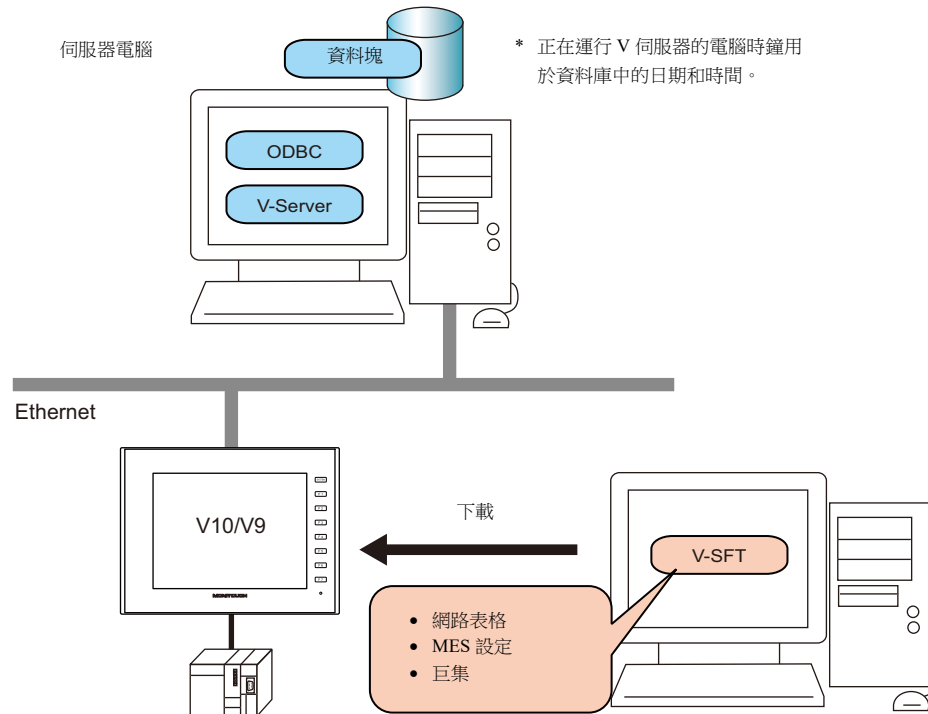 伺服器電腦
資料塊
* 正在運行 V 伺服器的電腦時鐘用
於資料庫中的日期和時間。
ODBC
V-Server
Ethernet
V10/V9
MONITOUCH
下載
V-SFT
• 網路表格
• MES 設定
• 巨集